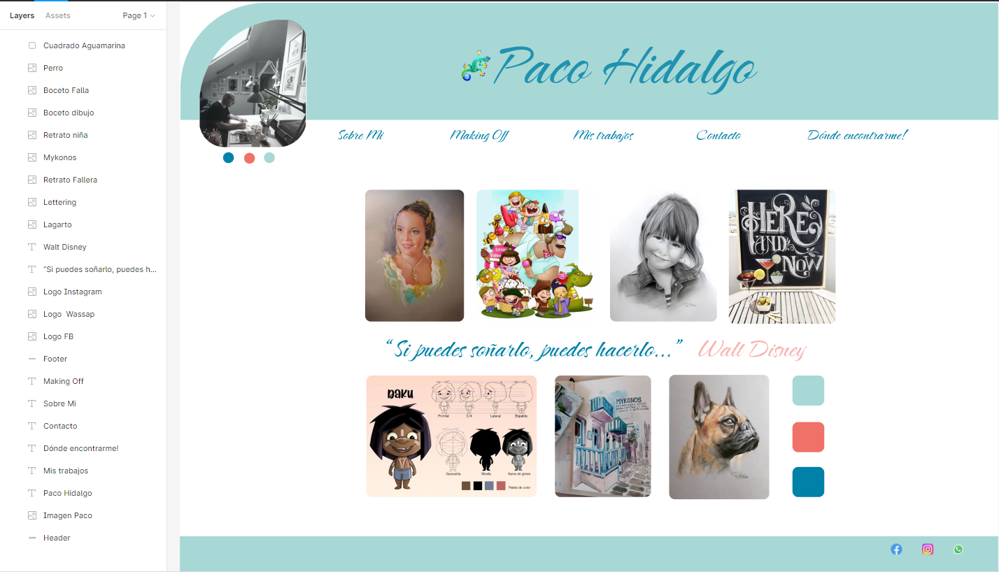 Layers Assets Page 1
Cuadrado Aguamarina
Perro
Boceto Falla
Boceto dibujo
Retrato niña
Mykonos
Retrato Fallera
Lettering
Lagarto
Walt Disney
"Si puedes soñarlo, puedes h...
Logo Instagram
Logo Wassap
Logo FB
Footer
Making Off
Sobre Mi
Contacto
Dónde encontrarme!
Mis trabajos
Paco Hidalgo
Imagen Paco
Header
Paco Hidalgo
Sobre Mi Making Off Mis trabajos Contacto Dónde encontrarme!
HERE
AND
NOW
“Si puedes soñarlo, puedes hacerlo...” Walt Disney
DAKU
Frontal 3/4 Lateral Espalda
Geometría Silueta Gama de grises
Paleta de color
MYKONOS